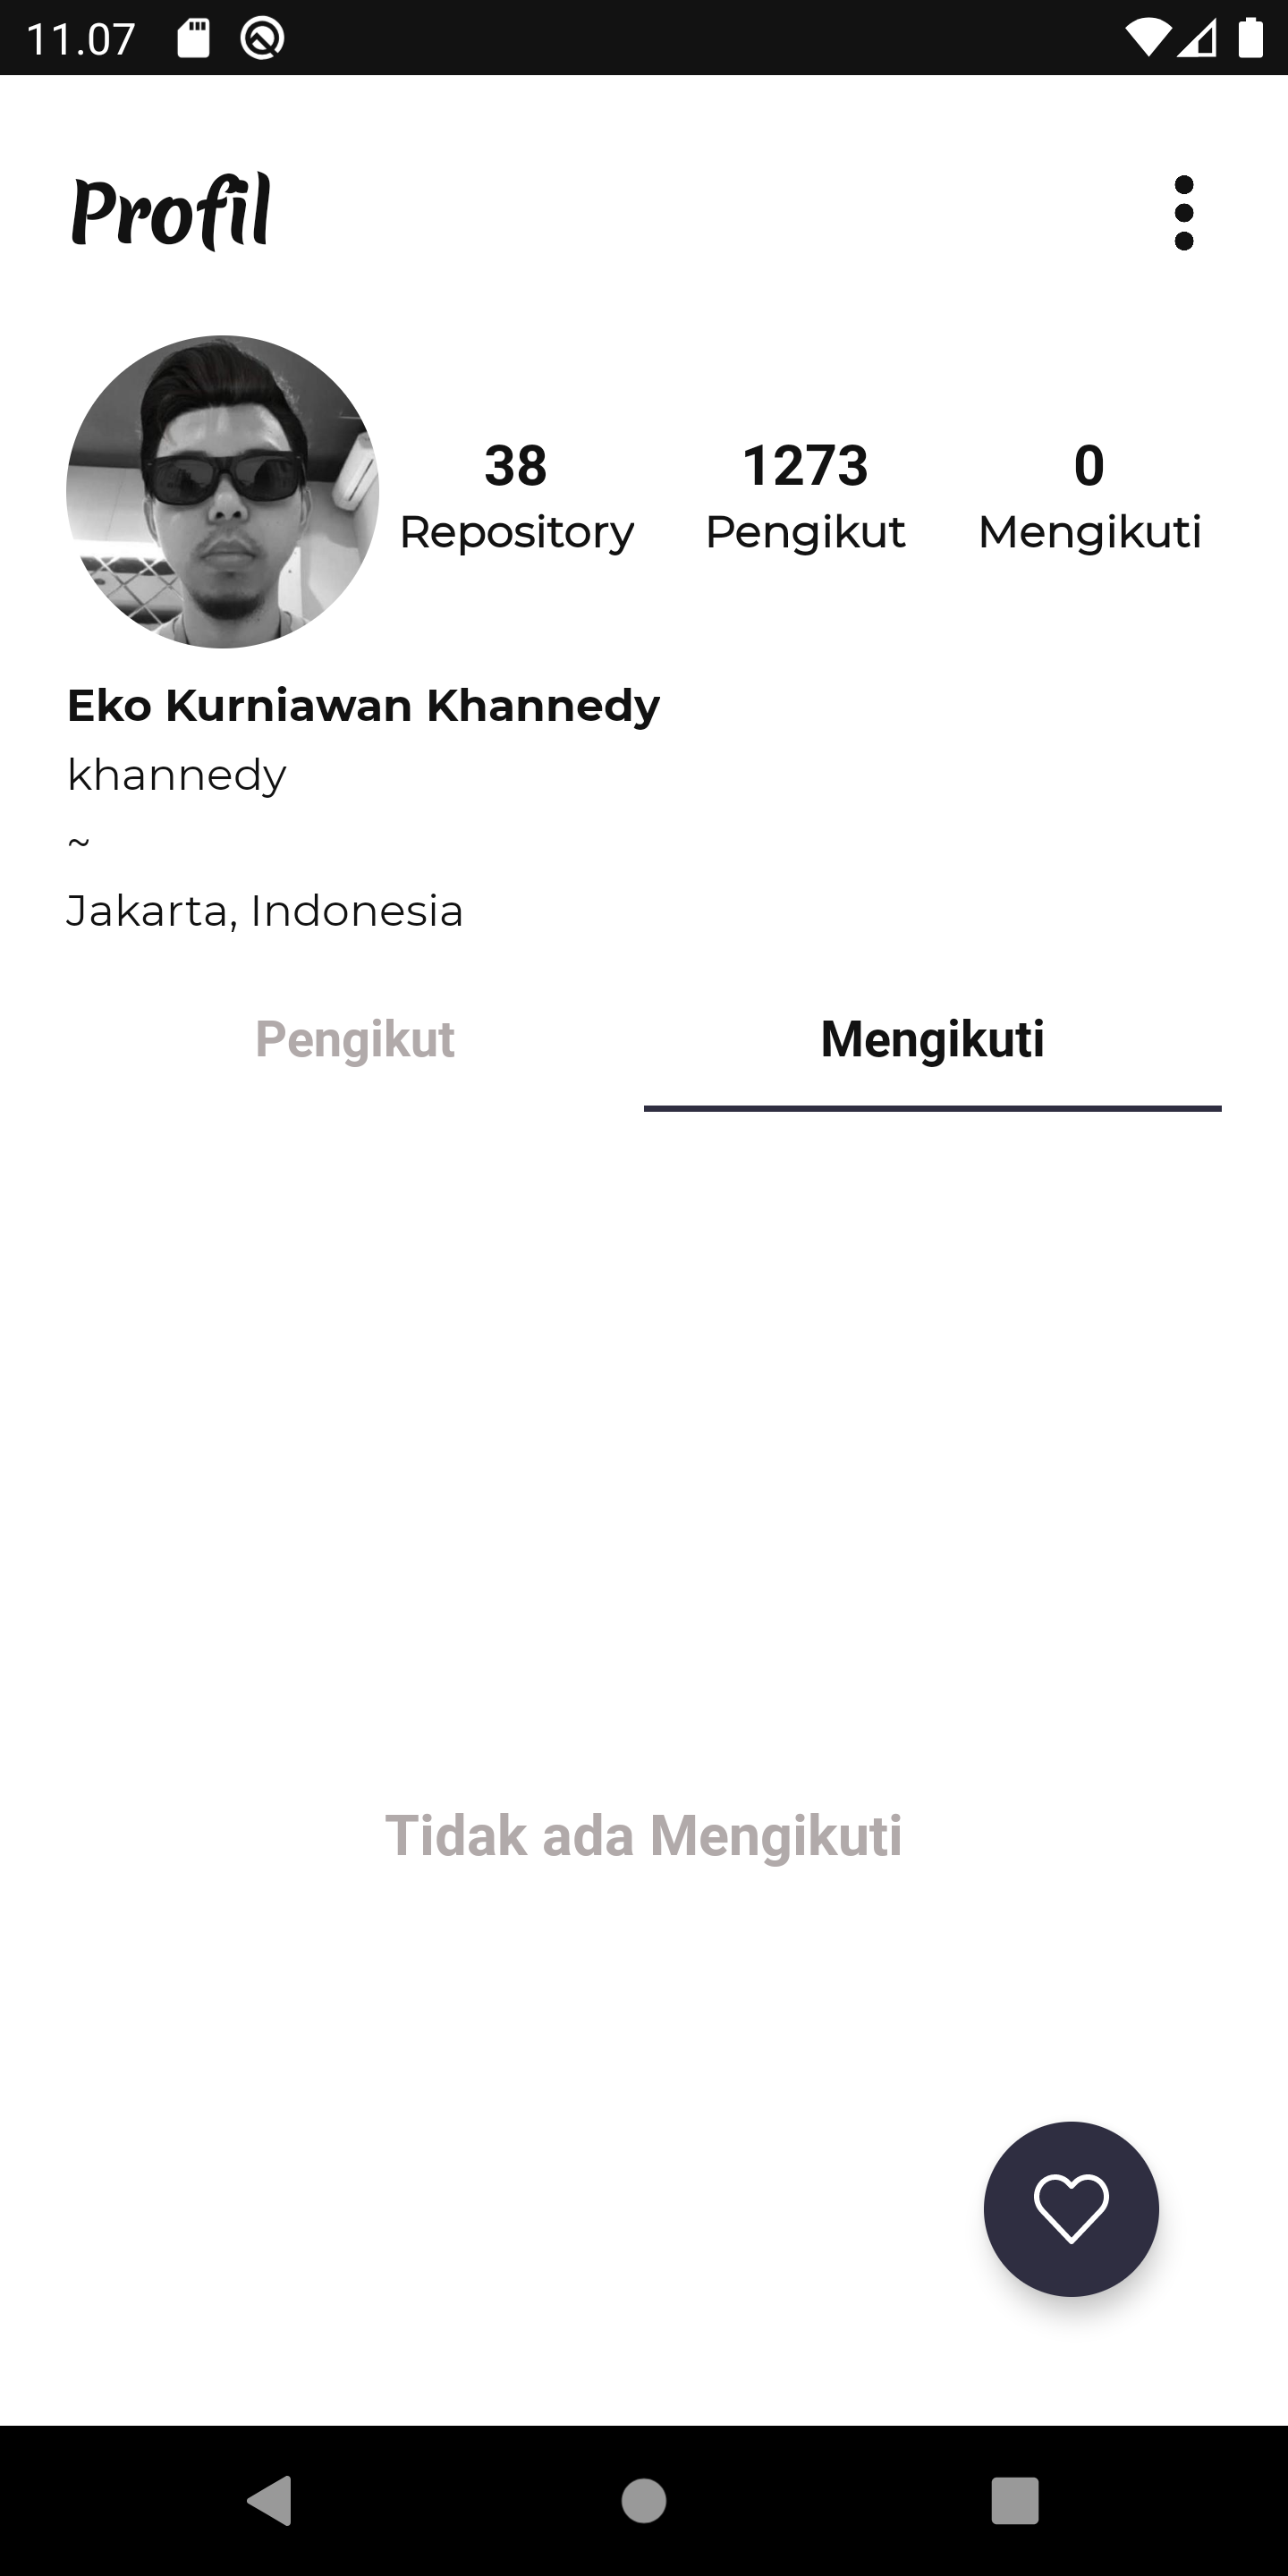 11.07
Profil
38
Repository
1273
Pengikut
0
Mengikuti
Eko Kurniawan Khannedy
khannedy
~
Jakarta, Indonesia
Pengikut
Mengikuti
Tidak ada Mengikuti